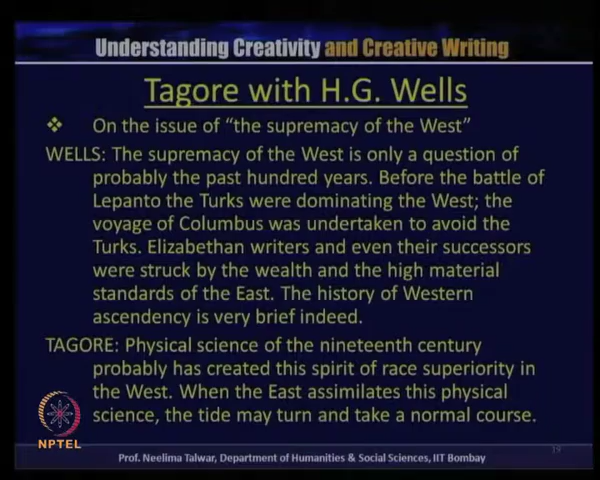 Understanding Creativity and Creative Writing
Tagore with H.G. Wells
❖ On the issue of “the supremacy of the West”
WELLS: The supremacy of the West is only a question of
probably the past hundred years. Before the battle of
Lepanto the Turks were dominating the West; the
voyage of Columbus was undertaken to avoid the
Turks. Elizabethan writers and even their successors
were struck by the wealth and the high material
standards of the East. The history of Western
ascendency is very brief indeed.
TAGORE: Physical science of the nineteenth century
probably has created this spirit of race superiority in
the West. When the East assimilates this physical
science, the tide may turn and take a normal course.
NPTEL
19
Prof. Neelima Talwar, Department of Humanities & Social Sciences, IIT Bombay